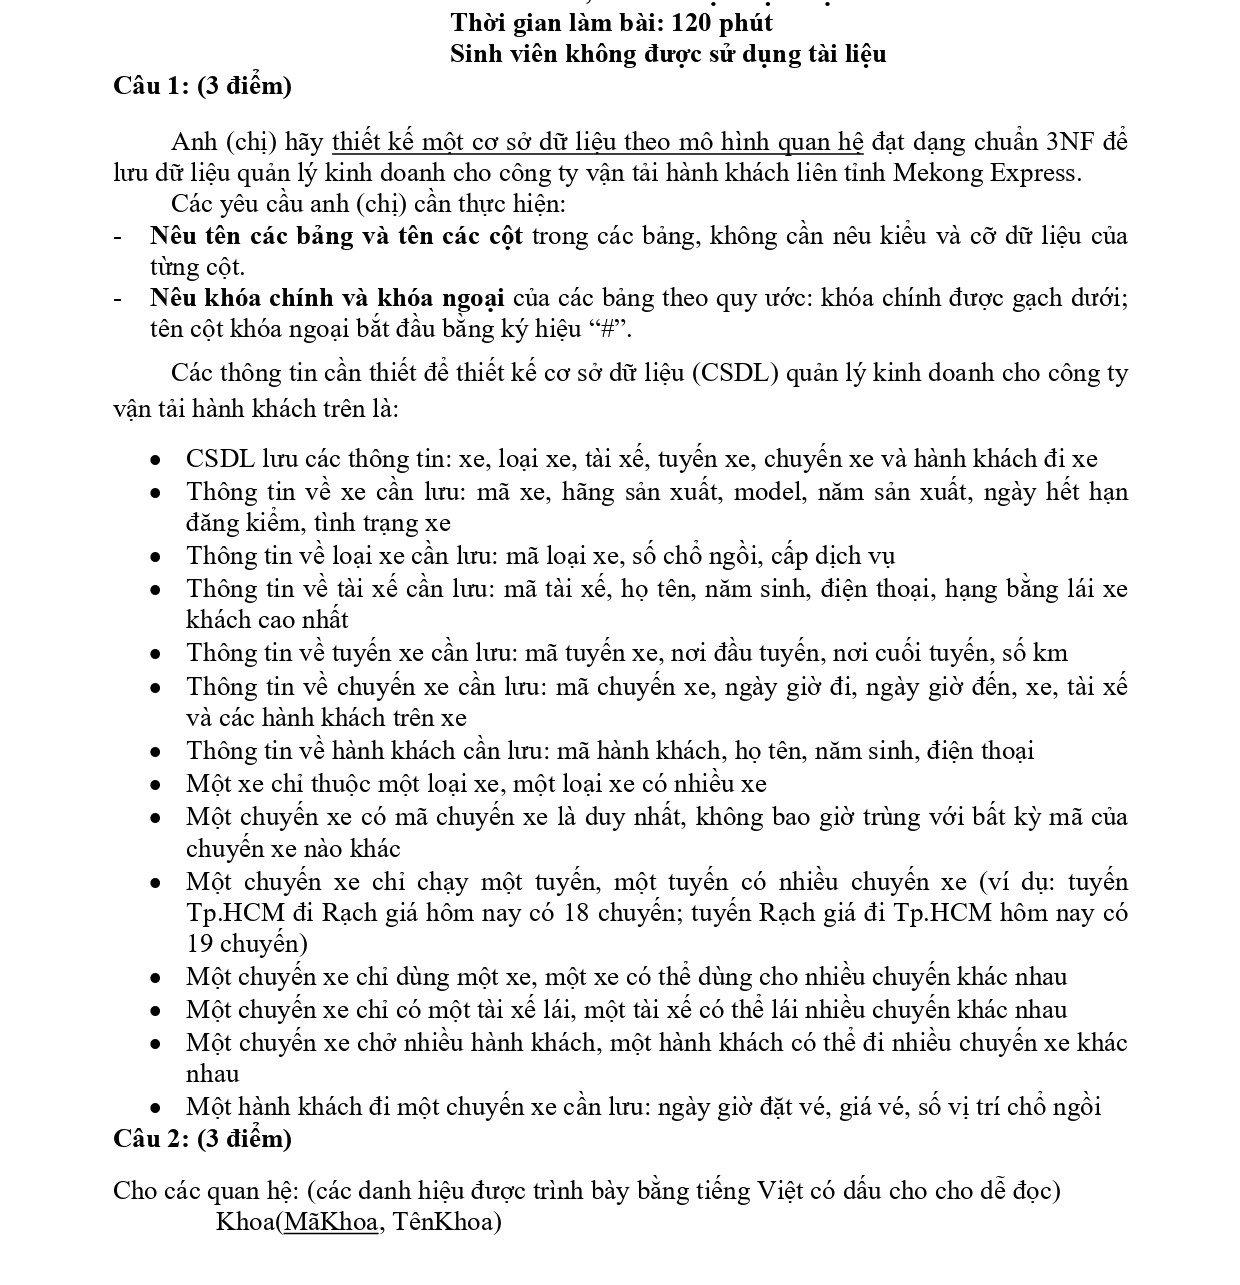 Thời gian làm bài: 120 phút
Sinh viên không được sử dụng tài liệu
Câu 1: (3 điểm)
Anh (chị) hãy thiết kế một cơ sở dữ liệu theo mô hình quan hệ đạt dạng chuẩn 3NF để
lưu dữ liệu quản lý kinh doanh cho công ty vận tải hành khách liên tỉnh Mekong Express.
Các yêu cầu anh (chị) cần thực hiện:
- Nêu tên các bảng và tên các cột trong các bảng, không cần nêu kiểu và cỡ dữ liệu của
từng cột.
- Nêu khóa chính và khóa ngoại của các bảng theo quy ước: khóa chính được gạch dưới;
tên cột khóa ngoại bắt đầu bằng ký hiệu “#”.
Các thông tin cần thiết để thiết kế cơ sở dữ liệu (CSDL) quản lý kinh doanh cho công ty
vận tải hành khách trên là:
• CSDL lưu các thông tin: xe, loại xe, tài xế, tuyến xe, chuyến xe và hành khách đi xe
• Thông tin về xe cần lưu: mã xe, hãng sản xuất, model, năm sản xuất, ngày hết hạn
đăng kiểm, tình trạng xe
• Thông tin về loại xe cần lưu: mã loại xe, số chổ ngồi, cấp dịch vụ
• Thông tin về tài xế cần lưu: mã tài xế, họ tên, năm sinh, điện thoại, hạng bằng lái xe
khách cao nhất
• Thông tin về tuyến xe cần lưu: mã tuyến xe, nơi đầu tuyến, nơi cuối tuyến, số km
• Thông tin về chuyến xe cần lưu: mã chuyến xe, ngày giờ đi, ngày giờ đến, xe, tài xế
và các hành khách trên xe
• Thông tin về hành khách cần lưu: mã hành khách, họ tên, năm sinh, điện thoại
• Một xe chỉ thuộc một loại xe, một loại xe có nhiều xe
• Một chuyến xe có mã chuyến xe là duy nhất, không bao giờ trùng với bất kỳ mã của
chuyến xe nào khác
• Một chuyến xe chỉ chạy một tuyến, một tuyến có nhiều chuyến xe (ví dụ: tuyến
Tp.HCM đi Rạch giá hôm nay có 18 chuyến; tuyến Rạch giá đi Tp.HCM hôm nay có
19 chuyến)
• Một chuyến xe chỉ dùng một xe, một xe có thể dùng cho nhiều chuyến khác nhau
• Một chuyến xe chỉ có một tài xế lái, một tài xế có thể lái nhiều chuyến khác nhau
• Một chuyến xe chở nhiều hành khách, một hành khách có thể đi nhiều chuyến xe khác
nhau
• Một hành khách đi một chuyến xe cần lưu: ngày giờ đặt vé, giá vé, số vị trí chổ ngồi
Câu 2: (3 điểm)
Cho các quan hệ: (các danh hiệu được trình bày bằng tiếng Việt có dấu cho cho dễ đọc)
Khoa(MãKhoa, TênKhoa)